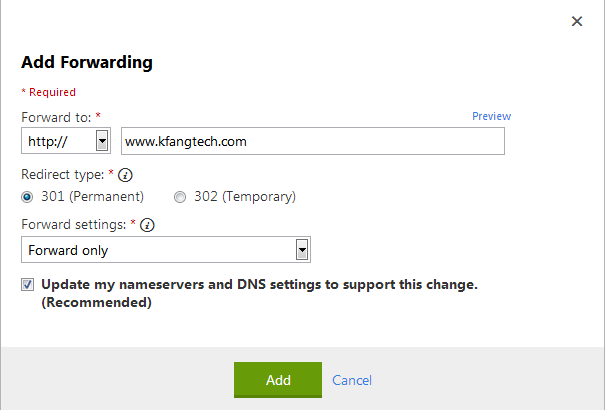 Add Forwarding
* Required
Forward to: * Preview
http:// www.kfangtech.com
Redirect type: *
301 (Permanent) 302 (Temporary)
Forward settings: *
Forward only
Update my nameservers and DNS settings to support this change.
(Recommended)
Add Cancel